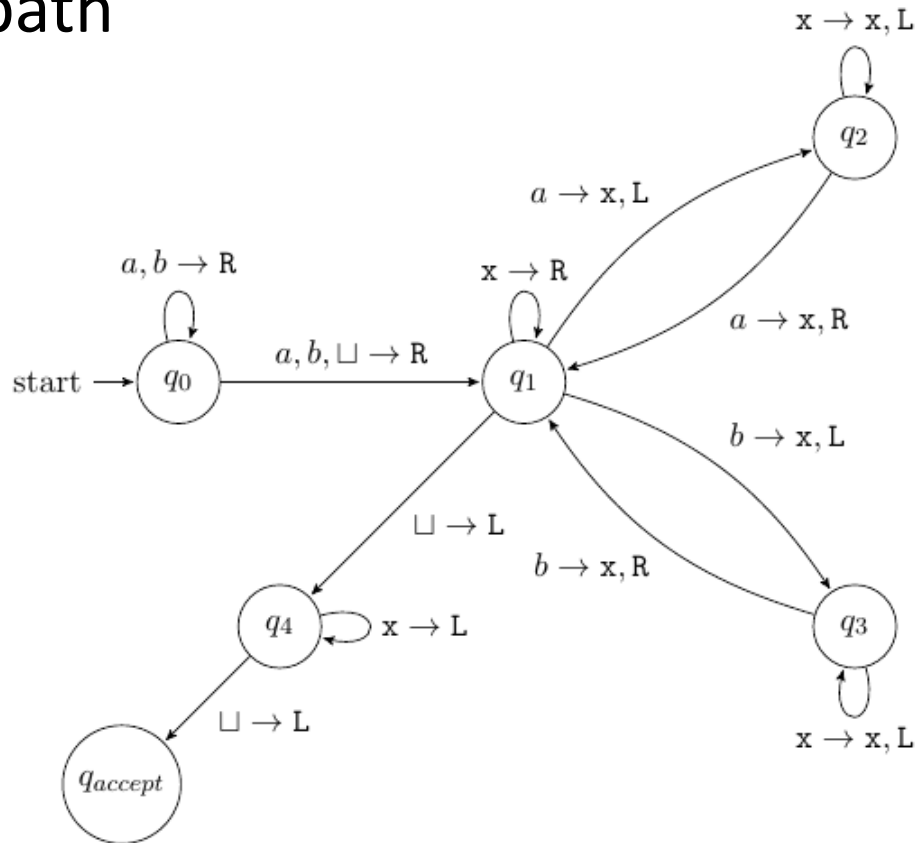 path
x → x, L
q2
a → x, L
a, b → R
x → R
a → x, R
a, b, ⊔ → R
start
q0
q1
b → x, L
⊔ → L
b → x, R
q4
x → L
q3
⊔ → L
x → x, L
qaccept